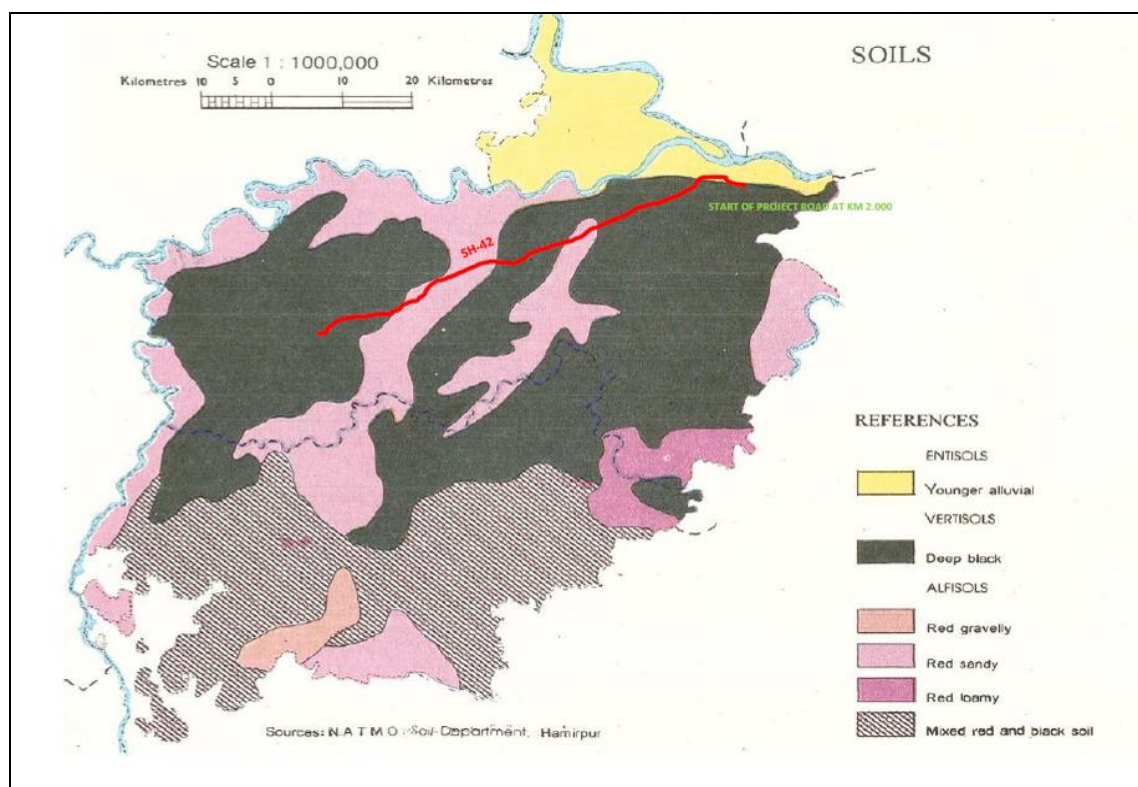 SOILS
Scale 1 : 1000,000
Kilometres 10 5 0 10 20 Kilometres
START OF PROJECT ROAD AT KM 2.000
SH-42
REFERENCES
ENTISOLS
Younger alluvial
VERTISOLS
Deep black
ALFISOLS
Red gravelly
Red sandy
Red loamy
Mixed red and black soil
Sources: N.A T M O - Soil-Department, Hamirpur